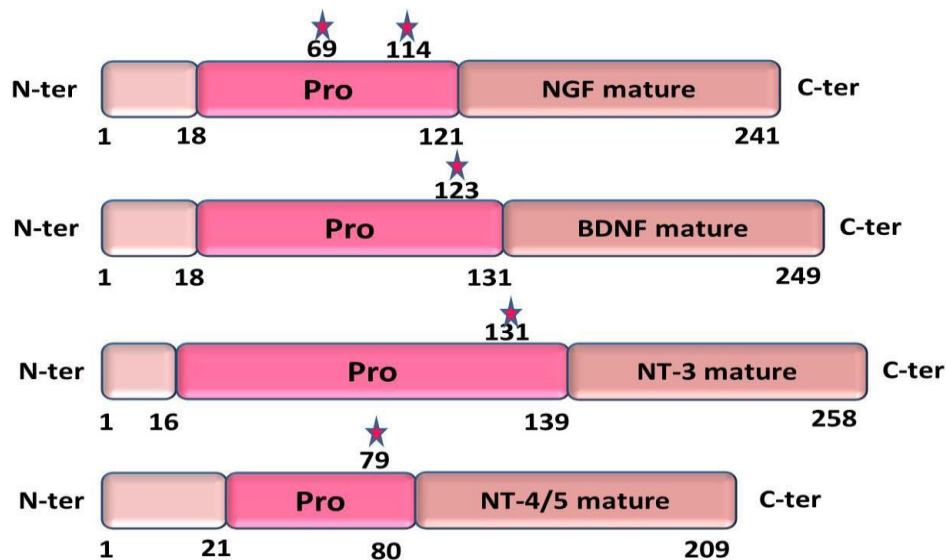 69 114
N-ter Pro NGF mature C-ter
1 18 121 241
123
N-ter Pro BDNF mature C-ter
1 18 131 249
131
N-ter Pro NT-3 mature C-ter
1 16 139 258
79
N-ter Pro NT-4/5 mature C-ter
1 21 80 209